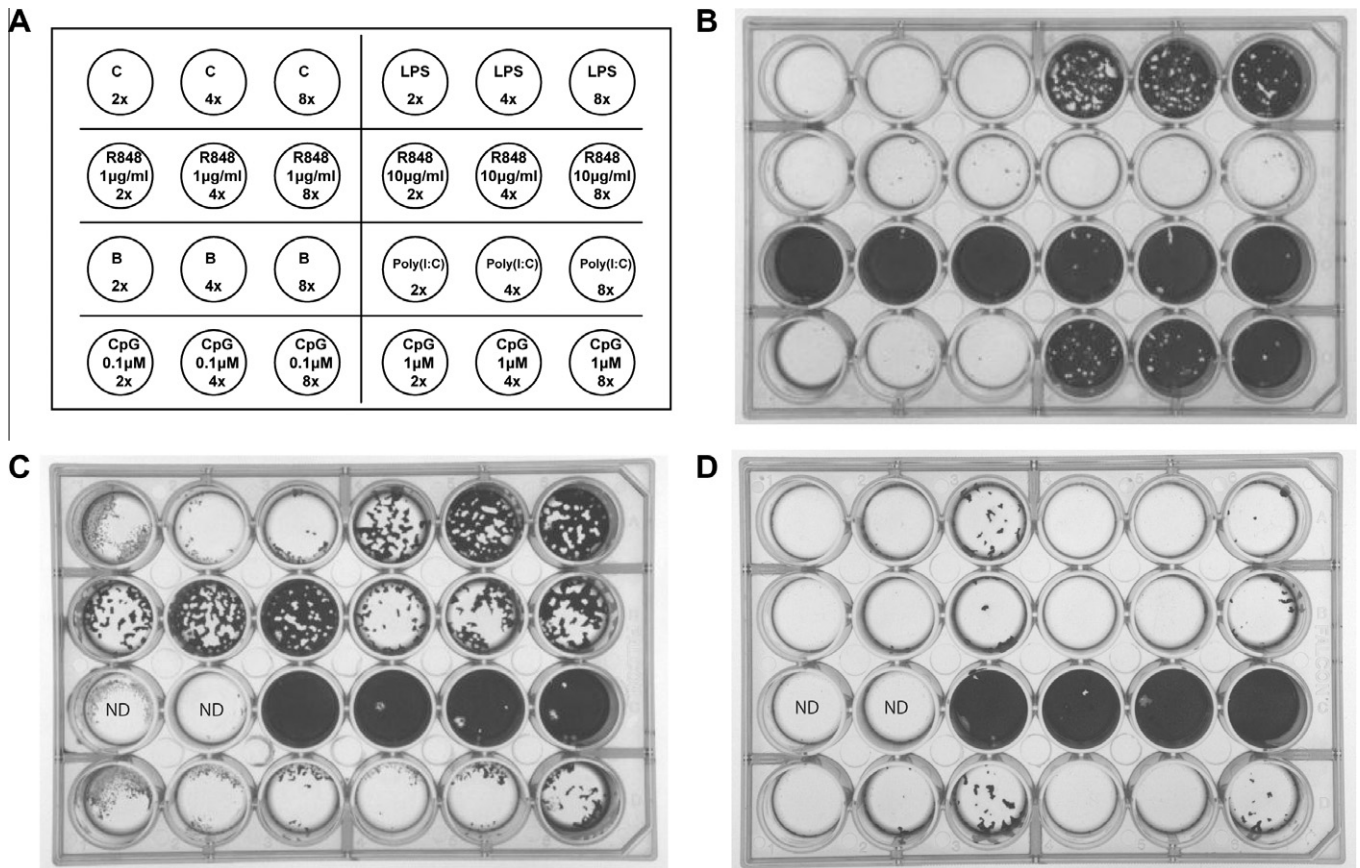 A
C
2x
C
4x
C
8x
LPS
2x
LPS
4x
LPS
8x
R848
1µg/ml
2x
R848
1µg/ml
4x
R848
1µg/ml
8x
R848
10µg/ml
2x
R848
10µg/ml
4x
R848
10µg/ml
8x
B
2x
B
4x
B
8x
Poly(I:C)
2x
Poly(I:C)
4x
Poly(I:C)
8x
CpG
0.1µM
2x
CpG
0.1µM
4x
CpG
0.1µM
8x
CpG
1µM
2x
CpG
1µM
4x
CpG
1µM
8x
B
C
ND
ND
D
ND
ND